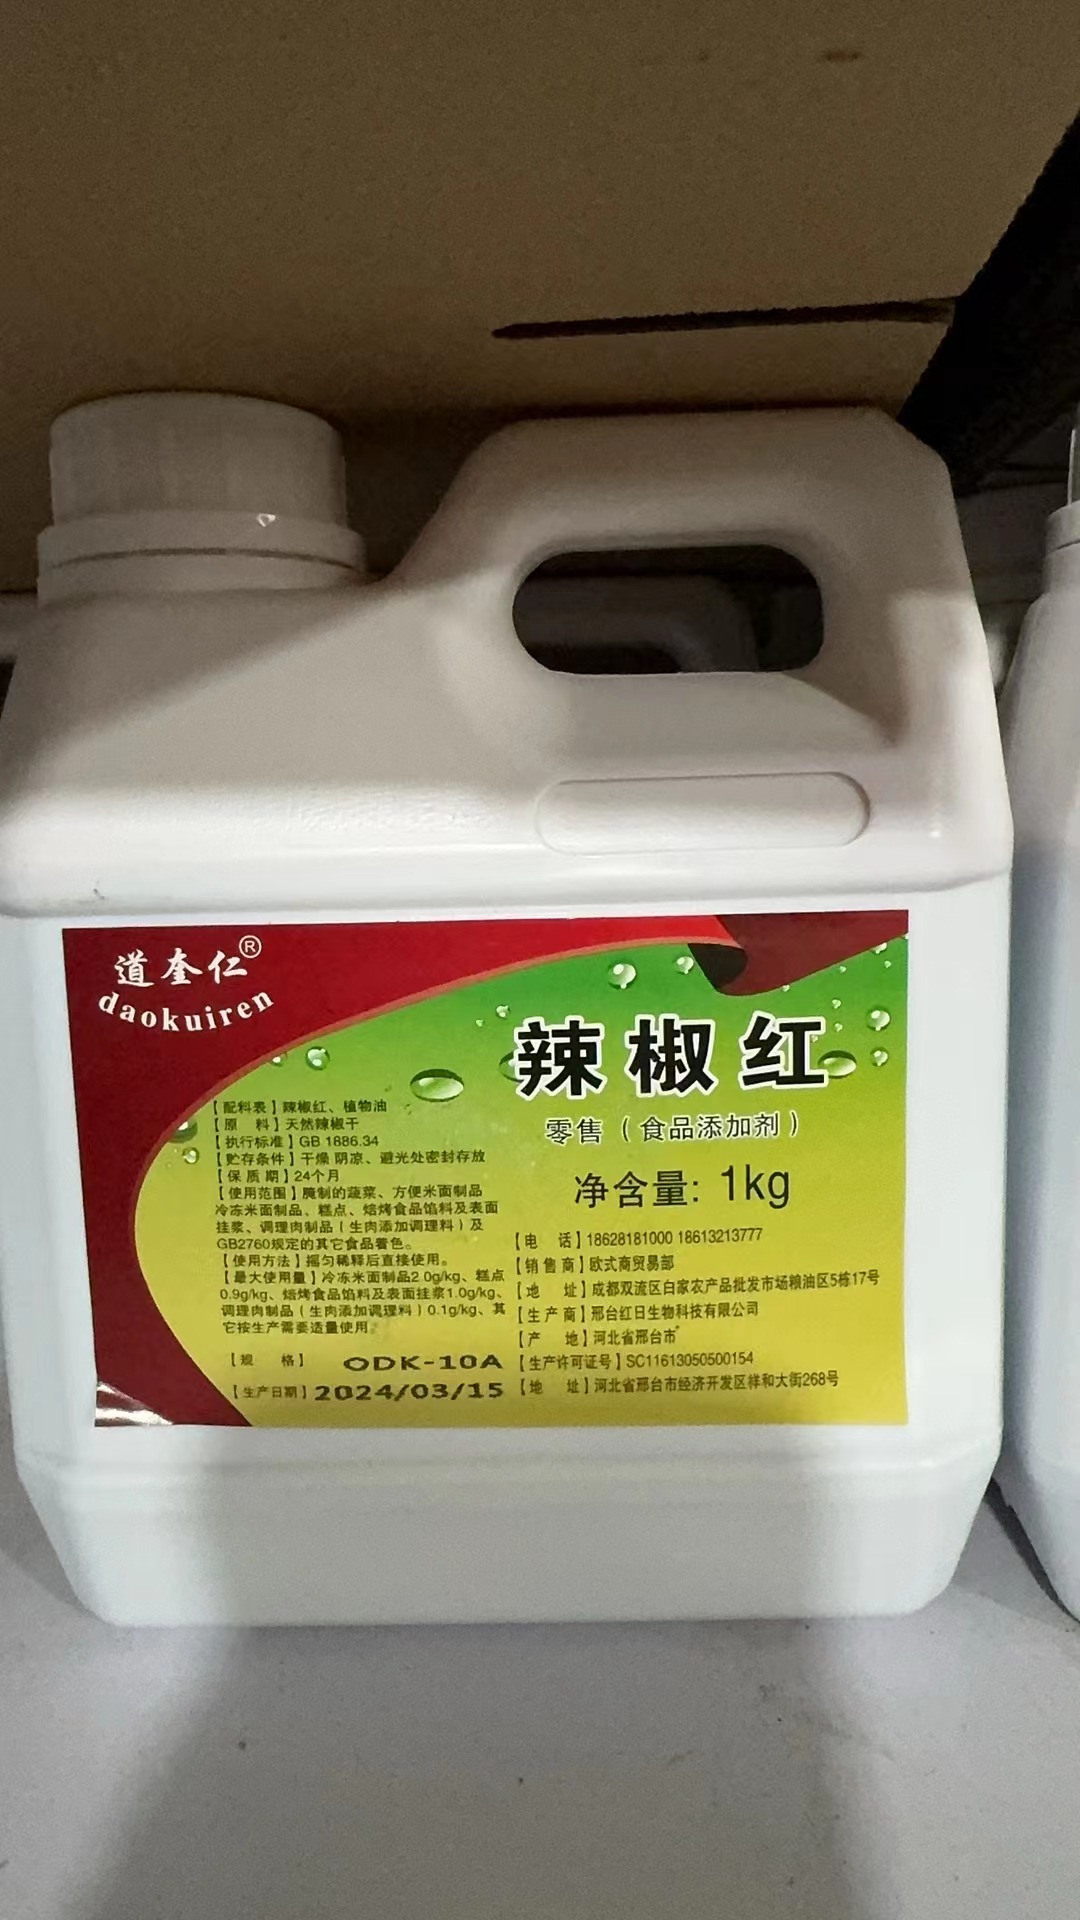 道奎仁®
daokuiren
辣椒红
零售（食品添加剂）
净含量: 1kg
【配料表】辣椒红、植物油
【原 料】天然辣椒干
【执行标准】GB 1886.34
【贮存条件】干燥 阴凉、避光处密封存放
【保 质 期】24个月
【使用范围】腌制的蔬菜、方便米面制品
冷冻米面制品、糕点、焙烤食品馅料及表面
挂浆、调理肉制品（生肉添加调理料）及
GB2760规定的其它食品着色。
【使用方法】摇匀稀释后直接使用。
【最大使用量】冷冻米面制品2.0g/kg、糕点
0.9g/kg、焙烤食品馅料及表面挂浆1.0g/kg、
调理肉制品（生肉添加调理料）0.1g/kg、其
它按生产需要适量使用。
【规 格】 ODK-10A
【生产日期】2024/03/15
【电 话】18628181000 18613213777
【销 售 商】欧式商贸易部
【地 址】成都双流区白家农产品批发市场粮油区5栋17号
【生 产 商】邢台红日生物科技有限公司
【产 地】河北省邢台市
【生产许可证号】SC11613050500154
【地 址】河北省邢台市经济开发区祥和大街268号